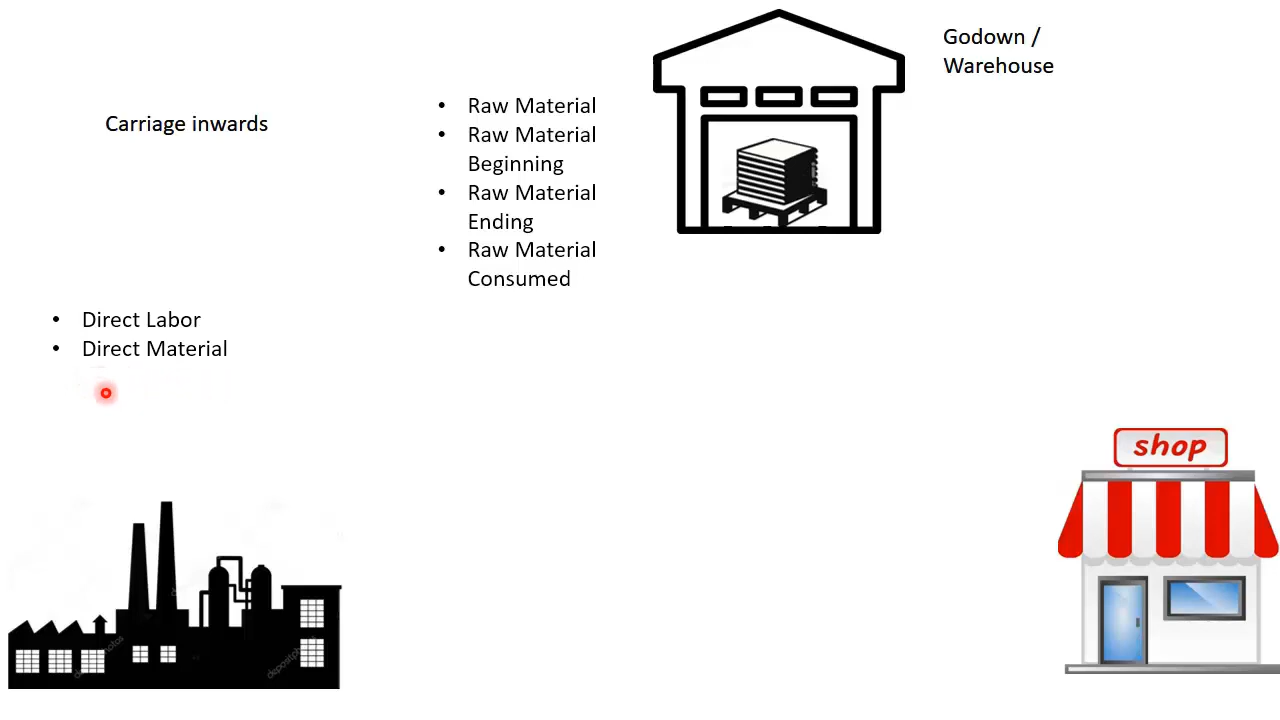 Godown /
Warehouse
Carriage inwards
• Raw Material
• Raw Material
Beginning
• Raw Material
Ending
• Raw Material
Consumed
• Direct Labor
• Direct Material
shop